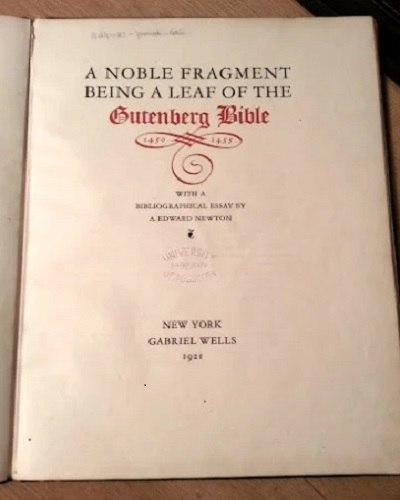 A NOBLE FRAGMENT
BEING A LEAF OF THE
Gutenberg Bible
1450 1455
WITH A
BIBLIOGRAPHICAL ESSAY BY
A. EDWARD NEWTON
UNIVERSITY
NEW YORK
GABRIEL WELLS
1921